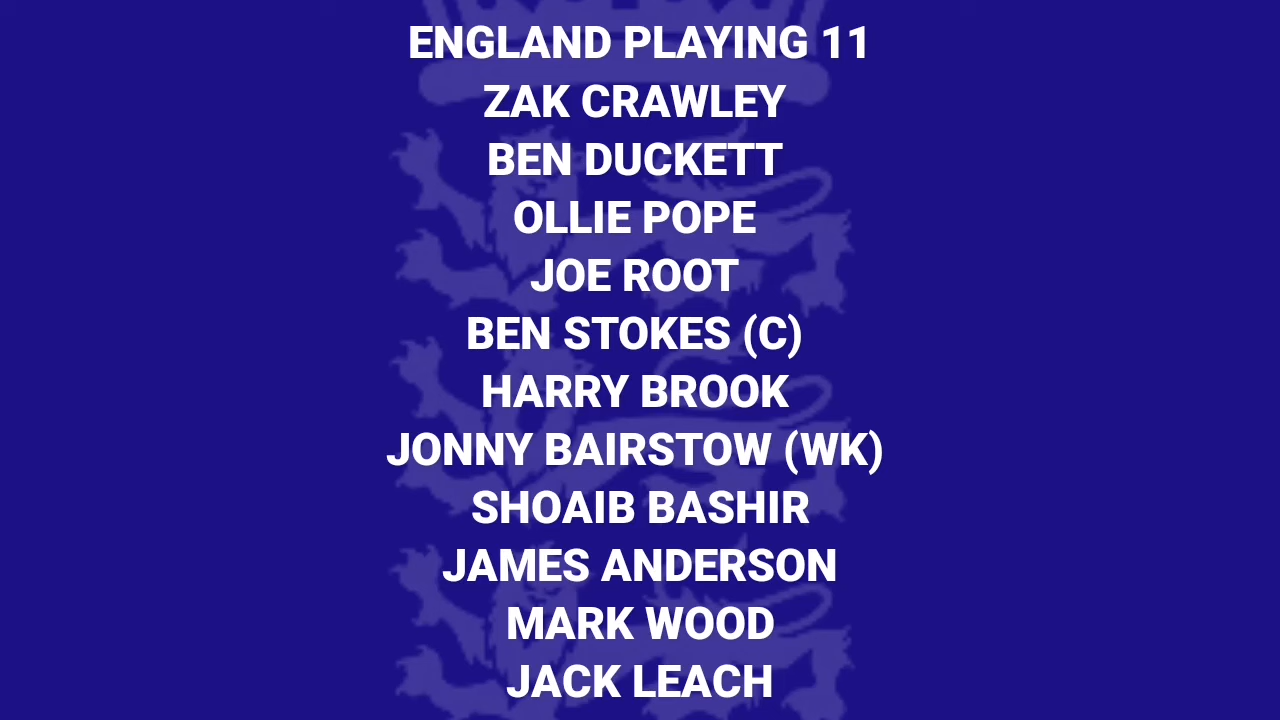 ENGLAND PLAYING 11
ZAK CRAWLEY
BEN DUCKETT
OLLIE POPE
JOE ROOT
BEN STOKES (C)
HARRY BROOK
JONNY BAIRSTOW (WK)
SHOAIB BASHIR
JAMES ANDERSON
MARK WOOD
JACK LEACH